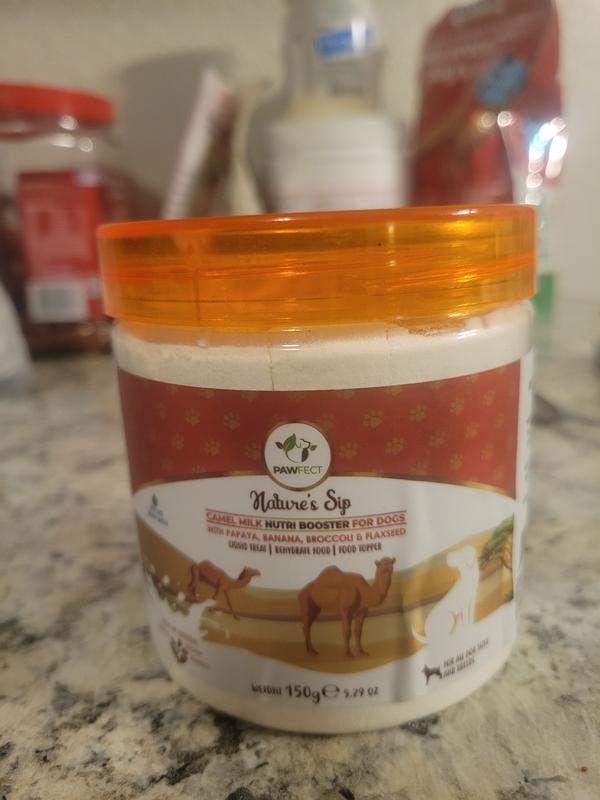 PAWFECT
Nature's Sip
CAMEL MILK NUTRI BOOSTER FOR DOGS
WITH PAPAYA, BANANA, BROCCOLI & FLAXSEED
LIQUID TREAT | REHYDRATE FOOD | FOOD TOPPER
FOR ALL DOG SIZES
AND BREEDS
WEIGHT 150g℮ 5.29 OZ